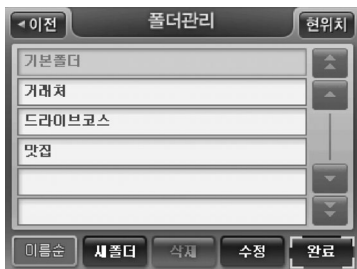 이전 폴더관리 현위치
기본폴더
거래처
드라이브코스
맛집
이름순 새폴더 삭제 수정 완료